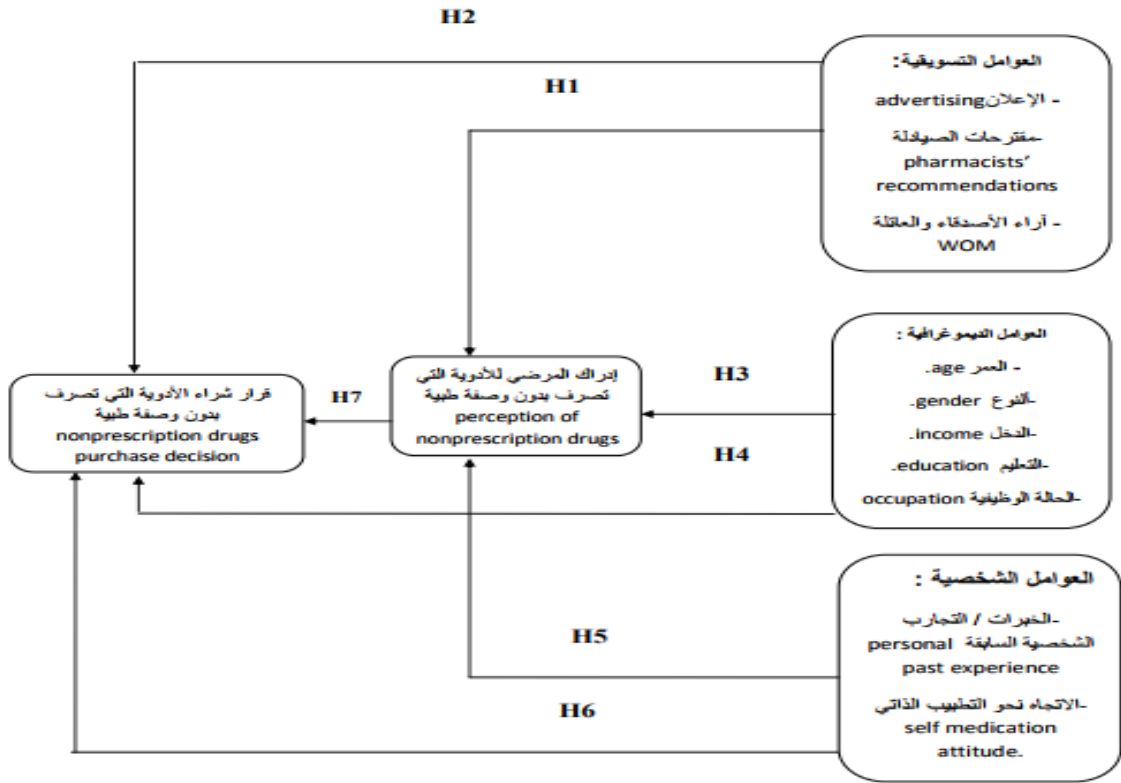 H2
H1
العوامل التسويقية:
- الإعلان advertising
-مقترحات الصيادلة
pharmacists’
recommendations
- آراء الأصدقاء والعائلة
WOM
العوامل الديموغرافية :
- العمر age.
-ألنوع gender.
-الدخل income.
-التعليم education.
-الحالة الوظيفية occupation
H3
H4
إدراك المرضي للأدوية التي
تصرف بدون وصفة طبية
perception of
nonprescription drugs
H7
قرار شراء الأدوية التي تصرف
بدون وصفة طبية
nonprescription drugs
purchase decision
العوامل الشخصية :
-الخبرات / التجارب
الشخصية السابقة personal
past experience
-الاتجاه نحو التطبيب الذاتي
self medication
attitude.
H5
H6